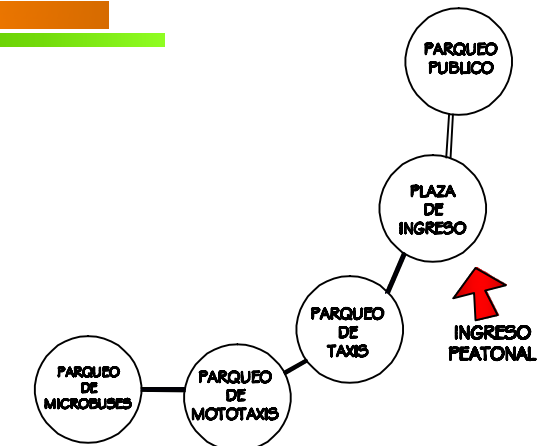 PARQUEO
PUBLICO
PLAZA
DE
INGRESO
INGRESO
PEATONAL
PARQUEO
DE
TAXIS
PARQUEO
DE
MOTOTAXIS
PARQUEO
DE
MICROBUSES